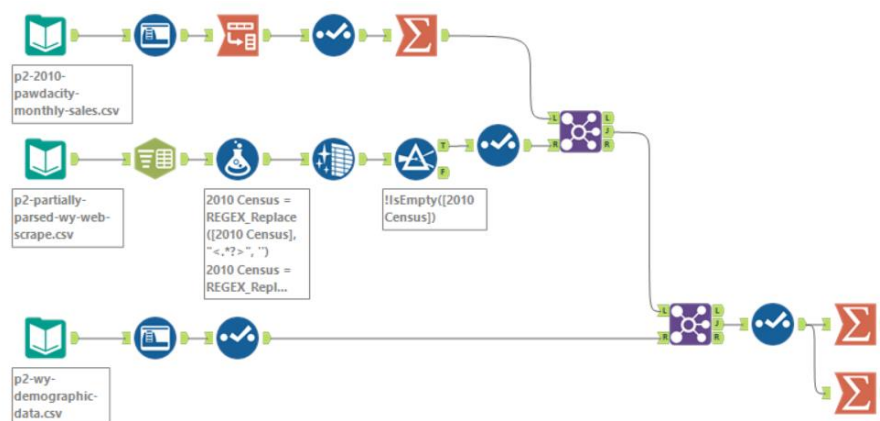 p2-2010-
pawdacity-
monthly-sales.csv
L
L
J
R
R
p2-partially-
parsed-wy-web-
scrape.csv
2010 Census =
REGEX_Replace
([2010 Census],
"<.*?>", '')
2010 Census =
REGEX_Repl...
T
F
!IsEmpty([2010
Census])
L
L
J
R
R
p2-wy-
demographic-
data.csv